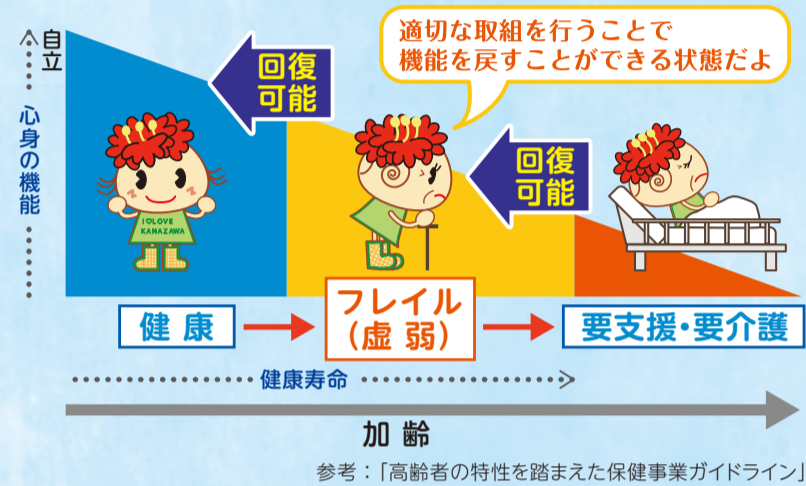 適切な取組を行うことで
機能を戻すことができる状態だよ
自立
心身の機能
回復
可能
回復
可能
I♡LOVE
KANAZAWA
健康
フレイル
(虚弱)
要支援・要介護
健康寿命
加齢
参考：「高齢者の特性を踏まえた保健事業ガイドライン」